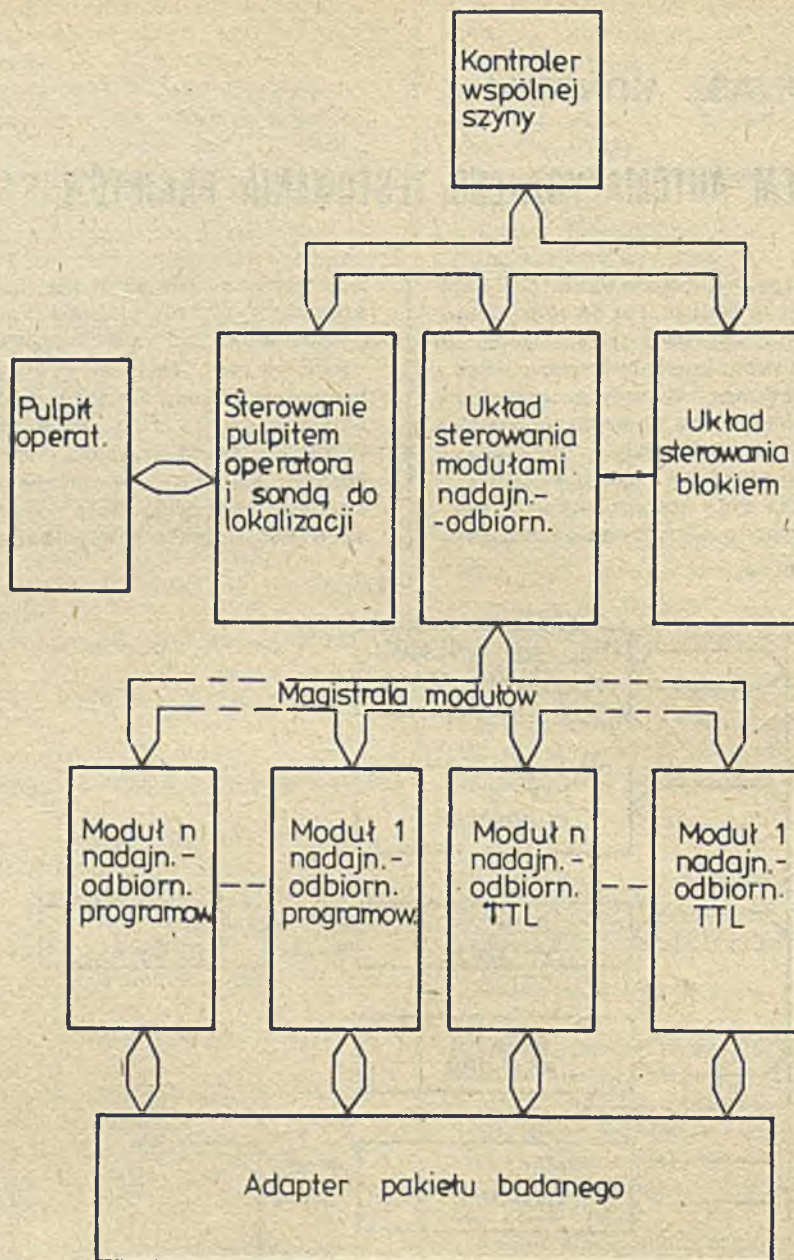 Kontroler
wspólnej
szyny
Pulpit
operat.
Sterowanie
pulpitem
operatora
i sondą do
lokalizacji
Układ
sterowania
modułami
nadajn.-
-odbiorn.
Układ
sterowania
blokiem
Magistrala modułów
Moduł n
nadajn.-
odbiorn.
programow.
Moduł 1
nadajn.-
odbiorn.
programow.
Moduł n
nadajn.-
odbiorn.
TTL
Moduł 1
nadajn.-
odbiorn.
TTL
Adapter pakietu badanego